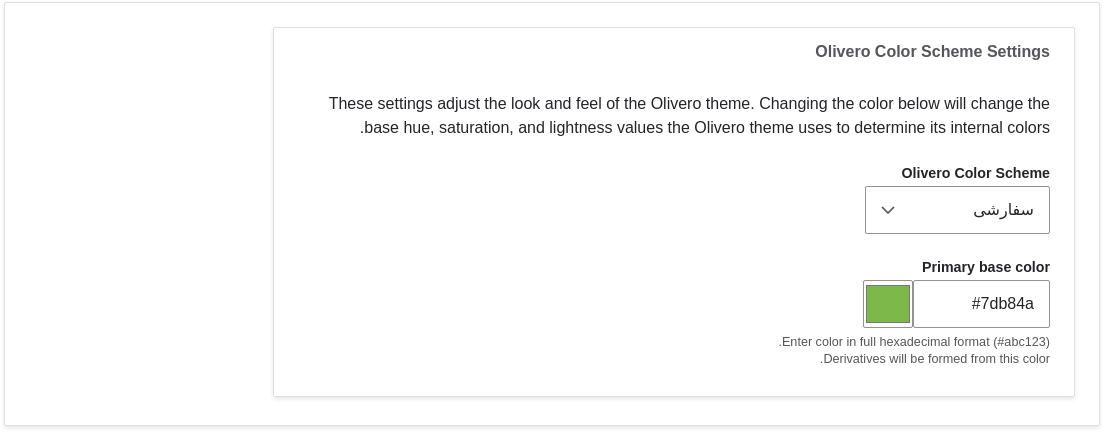 Olivero Color Scheme Settings
These settings adjust the look and feel of the Olivero theme. Changing the color below will change the
.base hue, saturation, and lightness values the Olivero theme uses to determine its internal colors
Olivero Color Scheme
سفارشی
Primary base color
#7db84a
.Enter color in full hexadecimal format (#abc123)
.Derivatives will be formed from this color